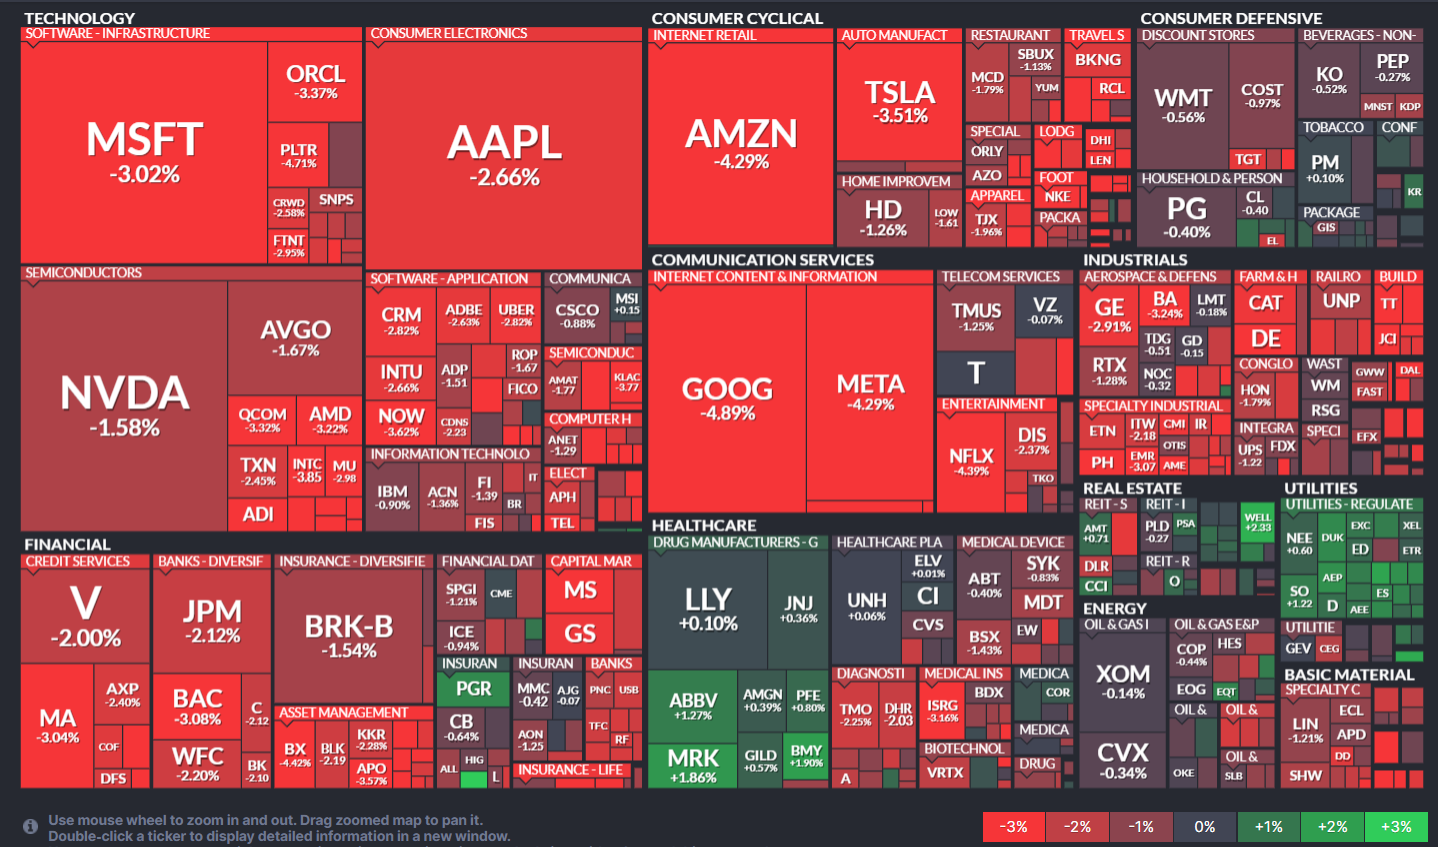 TECHNOLOGY
SOFTWARE - INFRASTRUCTURE
MSFT
-3.02%
ORCL
-3.37%
PLTR
-4.71%
CRWD
-2.58%
SNPS
FTNT
-2.95%
CONSUMER ELECTRONICS
AAPL
-2.66%
SEMICONDUCTORS
NVDA
-1.58%
AVGO
-1.67%
QCOM
-3.32%
AMD
-3.22%
TXN
-2.45%
INTC
-3.85
MU
-2.98
ADI
SOFTWARE - APPLICATION
CRM
-2.82%
ADBE
-2.63%
UBER
-2.82%
INTU
-2.66%
ADP
-1.51
ROP
-1.67
FICO
NOW
-3.62%
CDNS
-2.23
INFORMATION TECHNOLO
IBM
-0.90%
ACN
-1.36%
FI
-1.39
IT
BR
FIS
COMMUNICA
CSCO
-0.88%
MSI
+0.15
SEMICONDUC
AMAT
-1.77
KLAC
-3.77
COMPUTER H
ANET
-1.29
ELECT
APH
TEL
CONSUMER CYCLICAL
INTERNET RETAIL
AMZN
-4.29%
AUTO MANUFACT
TSLA
-3.51%
HOME IMPROVEM
HD
-1.26%
LOW
-1.61
RESTAURANT
MCD
-1.79%
SBUX
-1.13%
YUM
TRAVEL S
BKNG
RCL
SPECIAL
ORLY
AZO
LODG
DHI
LEN
FOOT
NKE
APPAREL
TJX
-1.96%
PACKA
CONSUMER DEFENSIVE
DISCOUNT STORES
WMT
-0.56%
COST
-0.97%
TGT
BEVERAGES - NON-
KO
-0.52%
PEP
-0.27%
MNST
KDP
TOBACCO
PM
+0.10%
CONF
KR
HOUSEHOLD & PERSON
PG
-0.40%
CL
-0.40
EL
PACKAGE
GIS
COMMUNICATION SERVICES
INTERNET CONTENT & INFORMATION
GOOG
-4.89%
META
-4.29%
TELECOM SERVICES
TMUS
-1.25%
VZ
-0.07%
T
ENTERTAINMENT
NFLX
-4.39%
DIS
-2.37%
TKO
INDUSTRIALS
AEROSPACE & DEFENS
GE
-2.91%
BA
-3.24%
LMT
-0.18%
RTX
-1.28%
TDG
-0.51
GD
-0.15
NOC
-0.32
FARM & H
CAT
DE
RAILRO
UNP
BUILD
TT
JCI
SPECIALTY INDUSTRIAL
ETN
ITW
-2.18
CMI
IR
OTIS
PH
EMR
-3.07
AME
CONGLO
HON
-1.79%
WAST
WM
RSG
GWW
FAST
DAL
INTEGRA
UPS
-1.22
FDX
SPECI
EFX
HEALTHCARE
DRUG MANUFACTURERS - G
LLY
+0.10%
JNJ
+0.36%
ABBV
+1.27%
AMGN
+0.39%
PFE
+0.80%
MRK
+1.86%
GILD
+0.57%
BMY
+1.90%
HEALTHCARE PLA
UNH
+0.06%
ELV
+0.01%
CI
CVS
MEDICAL DEVICE
ABT
-0.40%
SYK
-0.83%
MDT
BSX
-1.43%
EW
DIAGNOSTI
TMO
-2.25%
DHR
-2.03
A
MEDICAL INS
ISRG
-3.16%
BDX
BIOTECHNOL
VRTX
MEDICA
COR
MEDICA
DRUG
REAL ESTATE
REIT - S
AMT
+0.71
DLR
CCI
REIT - I
PLD
-0.27
PSA
WELL
+2.33
REIT - R
O
UTILITIES
UTILITIES - REGULATE
NEE
+0.60
DUK
EXC
XEL
ED
ETR
SO
+1.22
AEP
D
AEE
ES
UTILITIE
GEV
CEG
ENERGY
OIL & GAS I
XOM
-0.14%
CVX
-0.34%
OIL & GAS E&P
COP
-0.44%
HES
EOG
EQT
OIL &
OKE
OIL &
OIL &
SLB
BASIC MATERIAL
SPECIALTY C
LIN
-1.21%
ECL
APD
DD
SHW
FINANCIAL
CREDIT SERVICES
V
-2.00%
MA
-3.04%
AXP
-2.40%
COF
DFS
BANKS - DIVERSIF
JPM
-2.12%
BAC
-3.08%
C
-2.12
WFC
-2.20%
BK
-2.10
INSURANCE - DIVERSIFIE
BRK-B
-1.54%
ASSET MANAGEMENT
BX
-4.42%
BLK
-2.19
KKR
-2.28%
APO
-3.57%
FINANCIAL DAT
SPGI
-1.21%
CME
ICE
-0.94%
CAPITAL MAR
MS
GS
INSURAN
PGR
CB
-0.64%
ALL
HIG
L
INSURAN
MMC
-0.42
AJG
-0.07
AON
-1.25
BANKS
PNC
USB
TFC
RF
INSURANCE - LIFE
Use mouse wheel to zoom in and out. Drag zoomed map to pan it.
Double-click a ticker to display detailed information in a new window.
-3%
-2%
-1%
0%
+1%
+2%
+3%